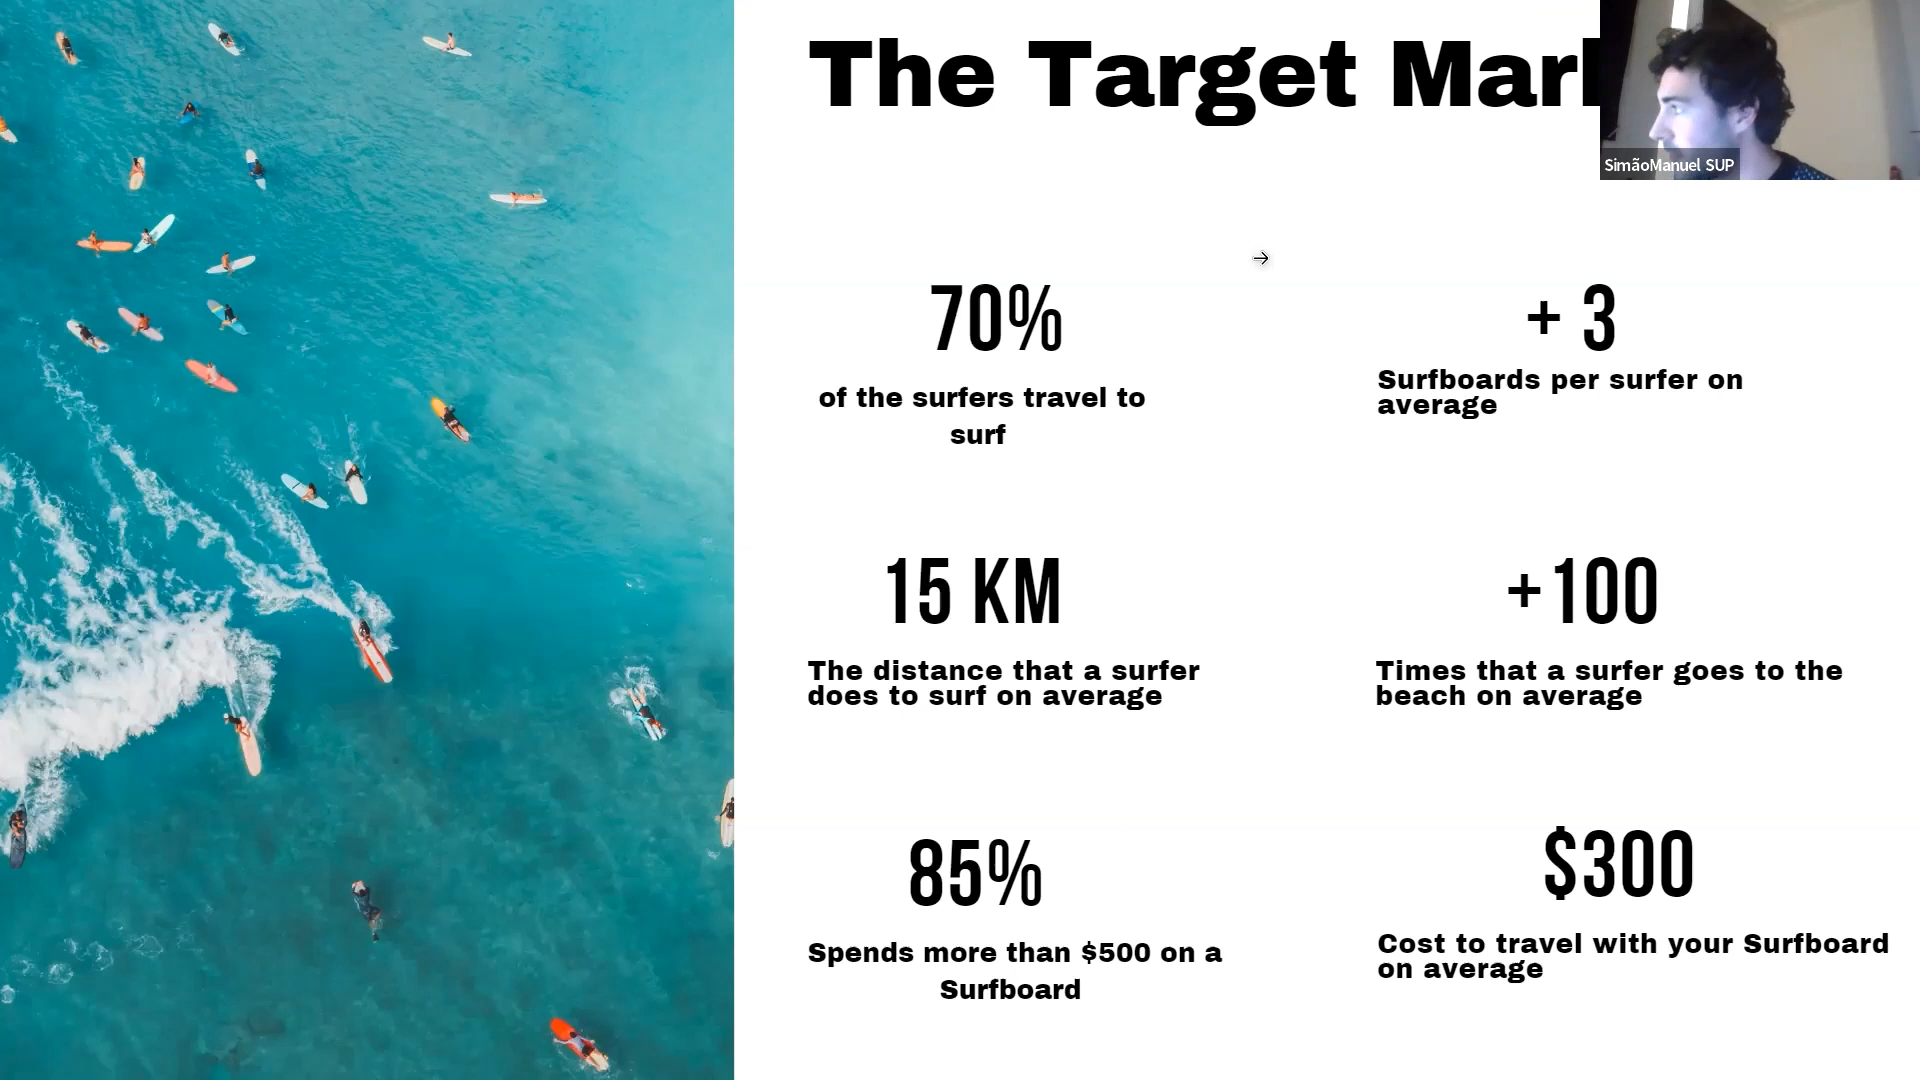 The Target Mar
SimãoManuel SUP
70%
of the surfers travel to
surf
+ 3
Surfboards per surfer on
average
15 KM
The distance that a surfer
does to surf on average
+100
Times that a surfer goes to the
beach on average
85%
Spends more than $500 on a
Surfboard
$300
Cost to travel with your Surfboard
on average